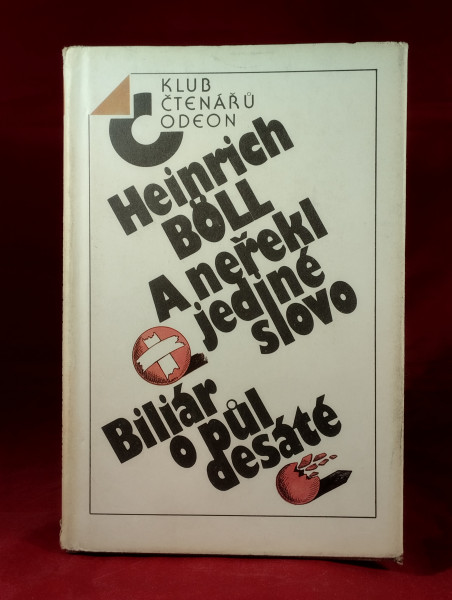 KLUB
ČTENÁŘŮ
ODEON
Heinrich
BÖLL
A neřekl
jediné
slovo
Biliár
o půl
desáté